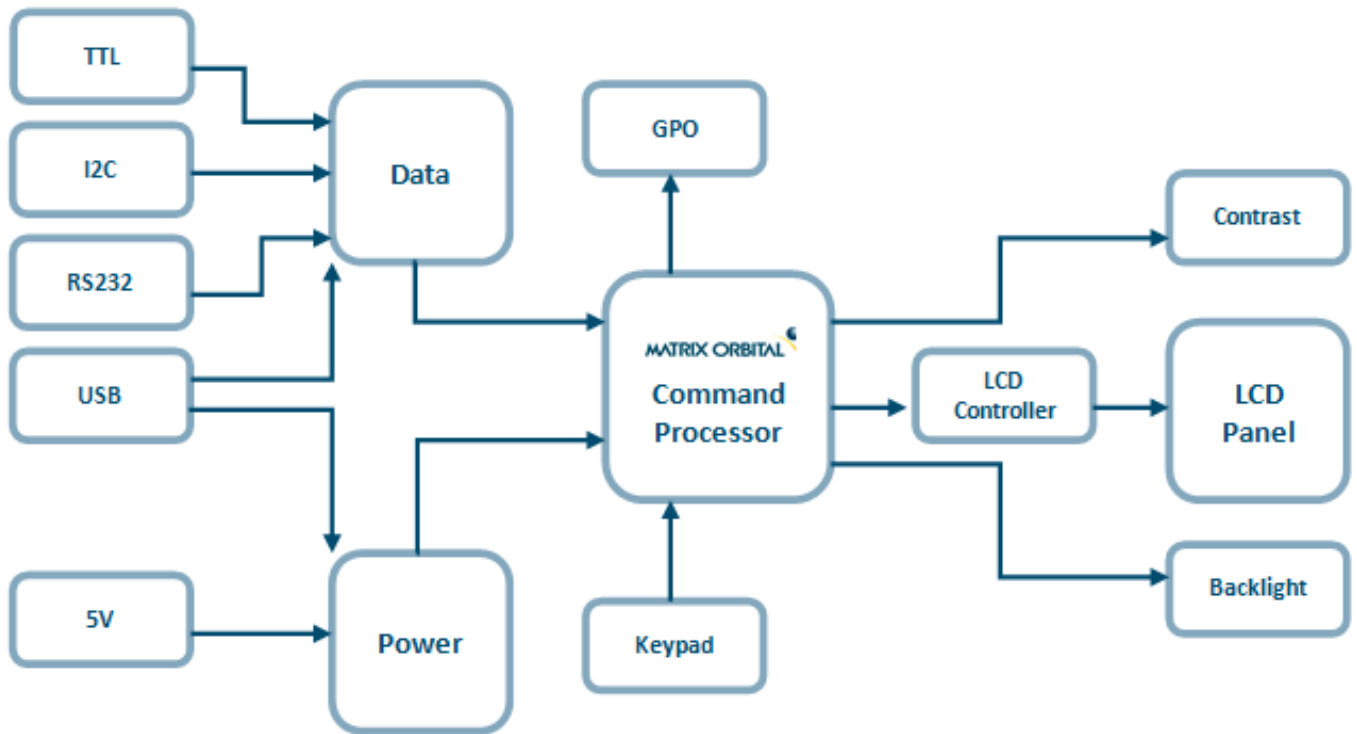 TTL
I2C
RS232
USB
5V
Data
Power
GPO
MATRIX ORBITAL
Command
Processor
Keypad
LCD
Controller
Contrast
LCD
Panel
Backlight